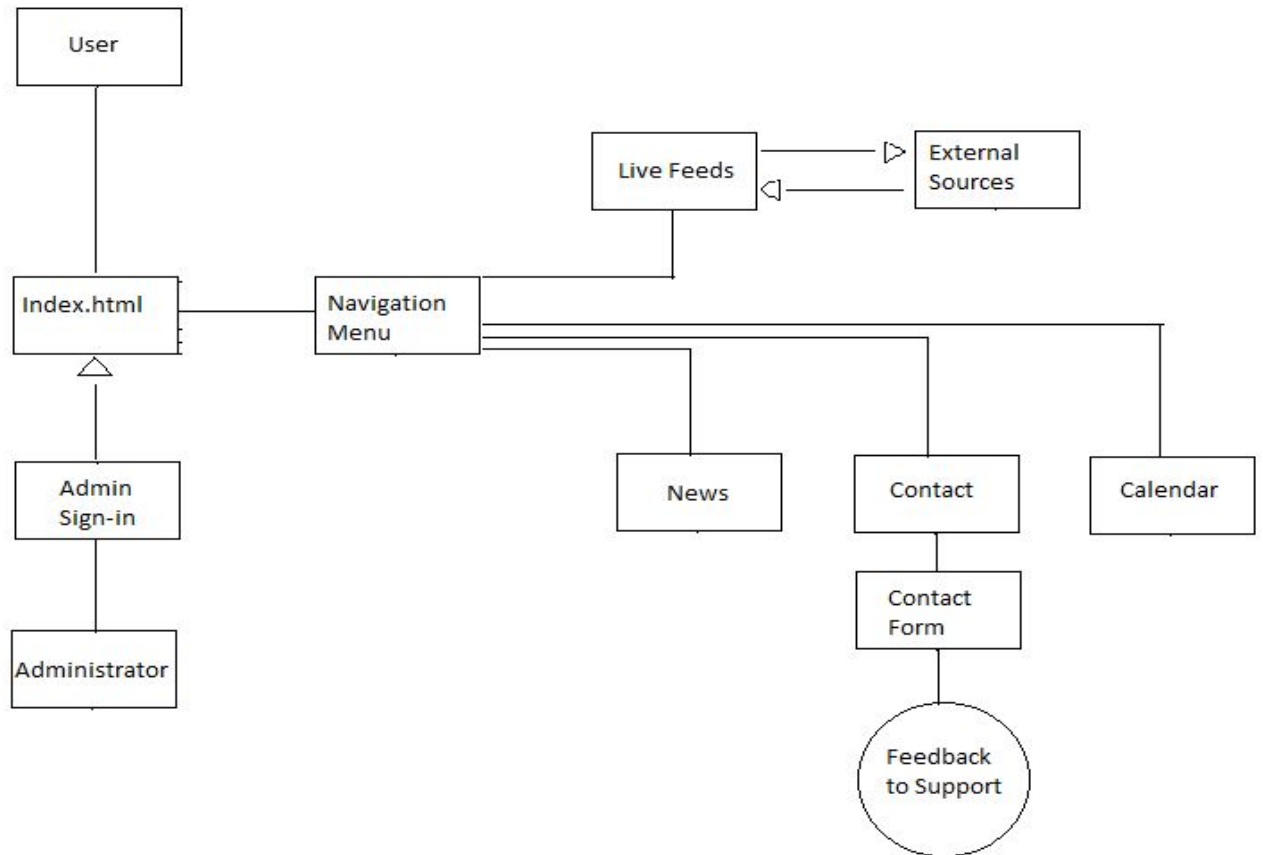 User
Live Feeds
External
Sources
Index.html
Navigation
Menu
Admin
Sign-in
News
Contact
Calendar
Contact
Form
Administrator
Feedback
to Support